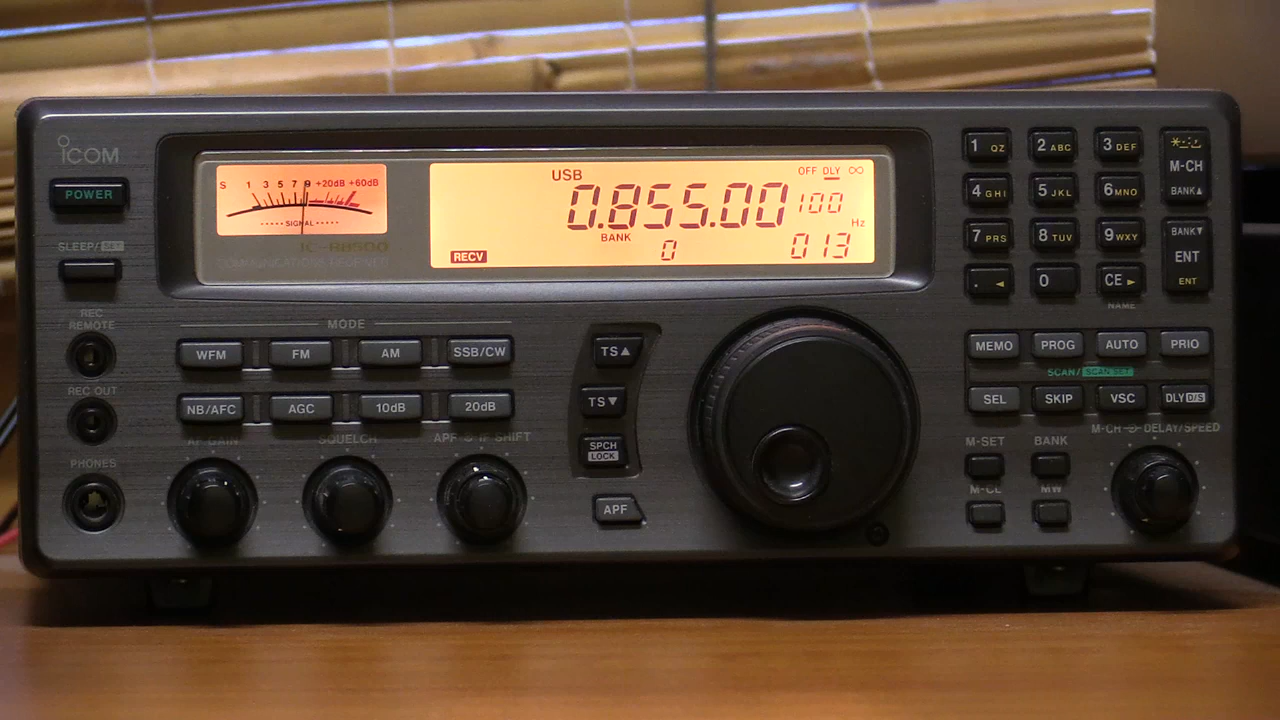 ICOM
POWER
SLEEP/SET
REC
REMOTE
REC OUT
PHONES
S 1 3 5 7 9 +20dB +60dB
SIGNAL
IC-R8500
COMMUNICATIONS RECEIVER
USB
OFF DLY ∞
0.855.00 100
Hz
BANK
0 013
RECV
MODE
WFM FM AM SSB/CW
NB/AFC AGC 10dB 20dB
AF GAIN SQUELCH APF & IF SHIFT
TS▲
TS▼
SPCH
LOCK
APF
1 QZ 2 ABC 3 DEF
4 GHI 5 JKL 6 MNO
7 PRS 8 TUV 9 WXY
. ◄ 0 CE ►
NAME
M-CH
BANK▲
BANK▼
ENT
ENT
MEMO PROG AUTO PRIO
SCAN/SCAN SET
SEL SKIP VSC DLY D/S
M-SET BANK M-CH DELAY/SPEED
M-CL MW